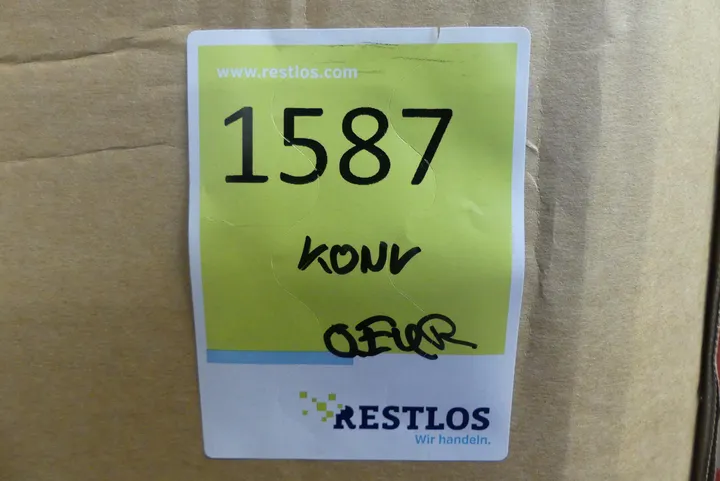 www.restlos.com
1587
KONV
RESTLOS
Wir handeln.